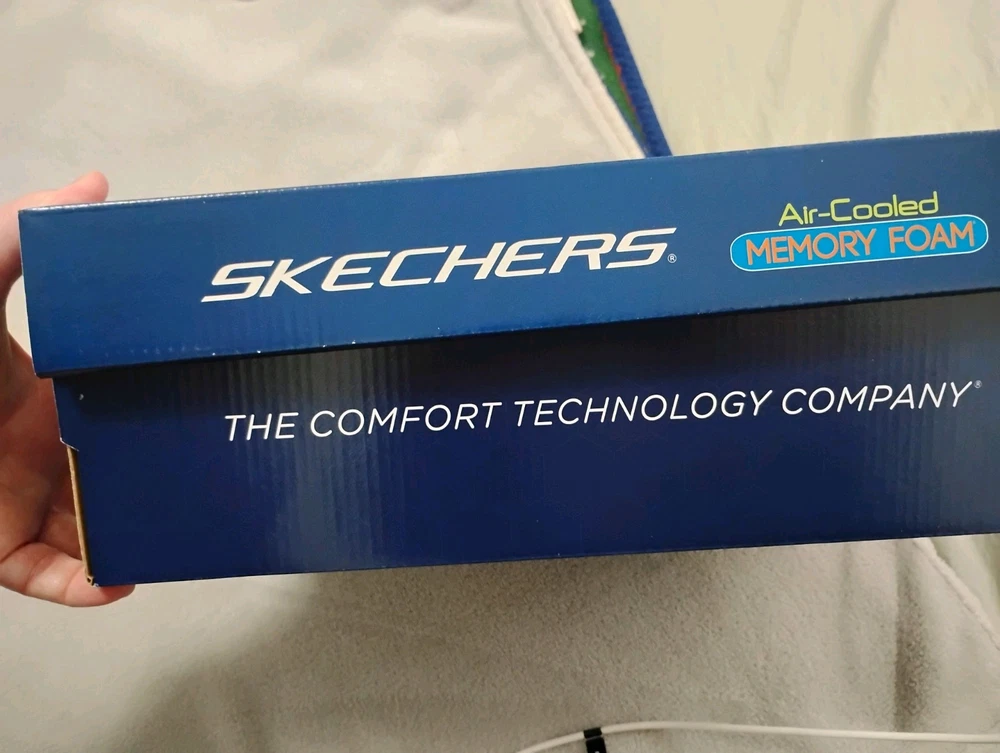 SKECHERS®
Air-Cooled
MEMORY FOAM
THE COMFORT TECHNOLOGY COMPANY®